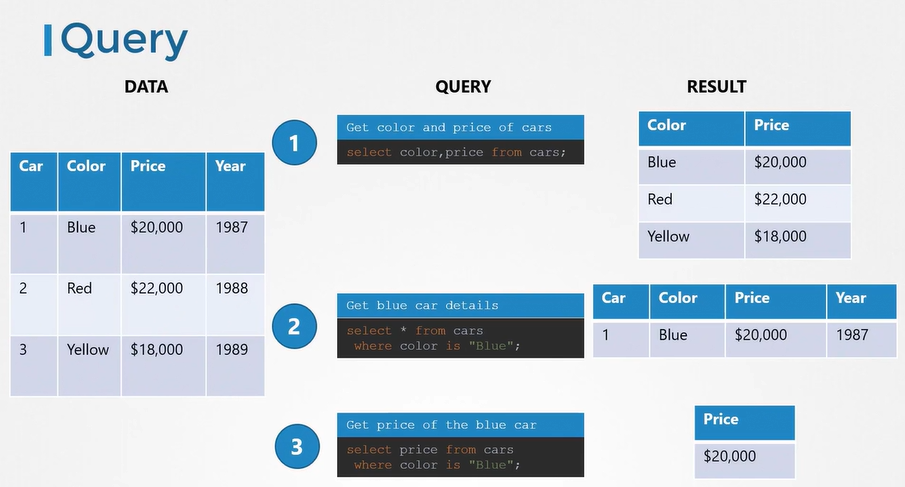 Query
DATA
Car Color Price Year
1 Blue $20,000 1987
2 Red $22,000 1988
3 Yellow $18,000 1989
QUERY
1
Get color and price of cars
select color,price from cars;
2
Get blue car details
select * from cars
where color is "Blue";
3
Get price of the blue car
select price from cars
where color is "Blue";
RESULT
Color Price
Blue $20,000
Red $22,000
Yellow $18,000
Car Color Price Year
1 Blue $20,000 1987
Price
$20,000